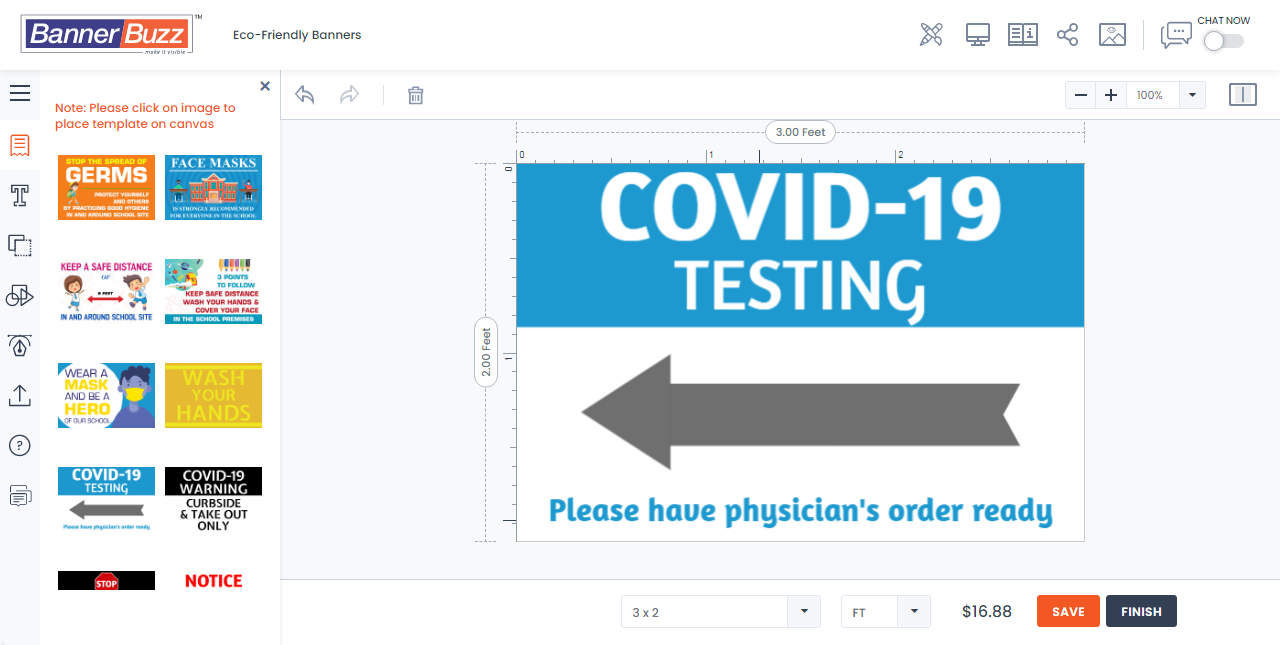 BannerBuzz™
make it visible
Eco-Friendly Banners
CHAT NOW
Note: Please click on image to
place template on canvas
100%
3.00 Feet
0
1
2
0
1
2.00 Feet
STOP THE SPREAD OF
GERMS
PROTECT YOURSELF
AND OTHERS
BY PRACTICING GOOD HYGIENE
IN AND AROUND SCHOOL SITE
FACE MASKS
IS STRONGLY RECOMMENDED
FOR EVERYONE IN THE SCHOOL
KEEP A SAFE DISTANCE
6 FEET
IN AND AROUND SCHOOL SITE
3 POINTS
TO FOLLOW
KEEP SAFE DISTANCE
WASH YOUR HANDS &
COVER YOUR FACE
IN THE SCHOOL PREMISES
WEAR A
MASK
AND BE A
HERO
OF OUR SCHOOL
WASH
YOUR
HANDS
COVID-19
TESTING
Please have physician's order ready
COVID-19
WARNING
CURBSIDE
& TAKE OUT
ONLY
STOP
NOTICE
COVID-19
TESTING
Please have physician's order ready
3 x 2
FT
$16.88
SAVE
FINISH